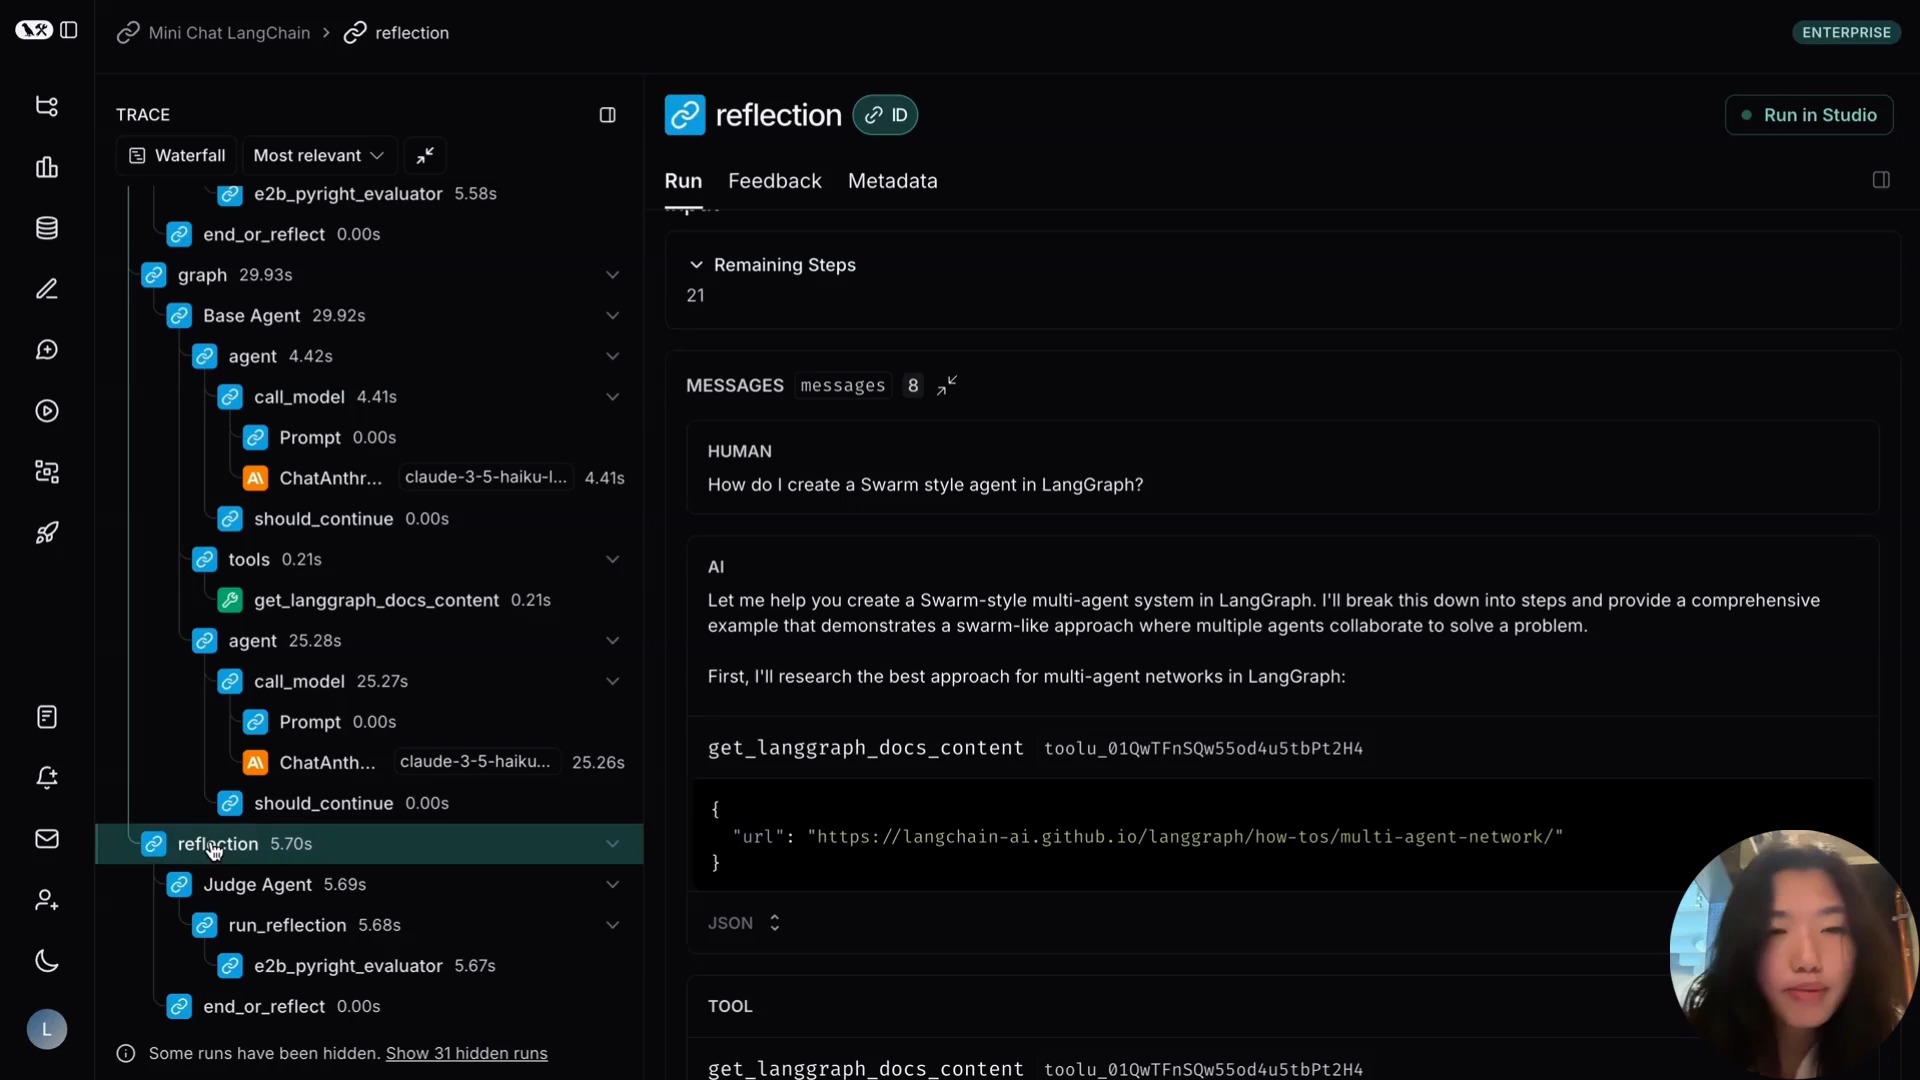 Mini Chat LangChain
reflection
ENTERPRISE
TRACE
Waterfall
Most relevant
e2b_pyright_evaluator 5.58s
end_or_reflect 0.00s
graph 29.93s
Base Agent 29.92s
agent 4.42s
call_model 4.41s
Prompt 0.00s
ChatAnthr... claude-3-5-haiku-l... 4.41s
should_continue 0.00s
tools 0.21s
get_langgraph_docs_content 0.21s
agent 25.28s
call_model 25.27s
Prompt 0.00s
ChatAnth... claude-3-5-haiku... 25.26s
should_continue 0.00s
reflection 5.70s
Judge Agent 5.69s
run_reflection 5.68s
e2b_pyright_evaluator 5.67s
end_or_reflect 0.00s
Some runs have been hidden. Show 31 hidden runs
L
reflection ID
Run in Studio
Run Feedback Metadata
Input
Remaining Steps
21
MESSAGES messages 8
HUMAN
How do I create a Swarm style agent in LangGraph?
AI
Let me help you create a Swarm-style multi-agent system in LangGraph. I'll break this down into steps and provide a comprehensive
example that demonstrates a swarm-like approach where multiple agents collaborate to solve a problem.
First, I'll research the best approach for multi-agent networks in LangGraph:
get_langgraph_docs_content toolu_01QwTFnSQw55od4u5tbPt2H4
{
"url": "https://langchain-ai.github.io/langgraph/how-tos/multi-agent-network/"
}
JSON
TOOL
get_langgraph_docs_content toolu_01QwTFnSQw55od4u5tbPt2H4